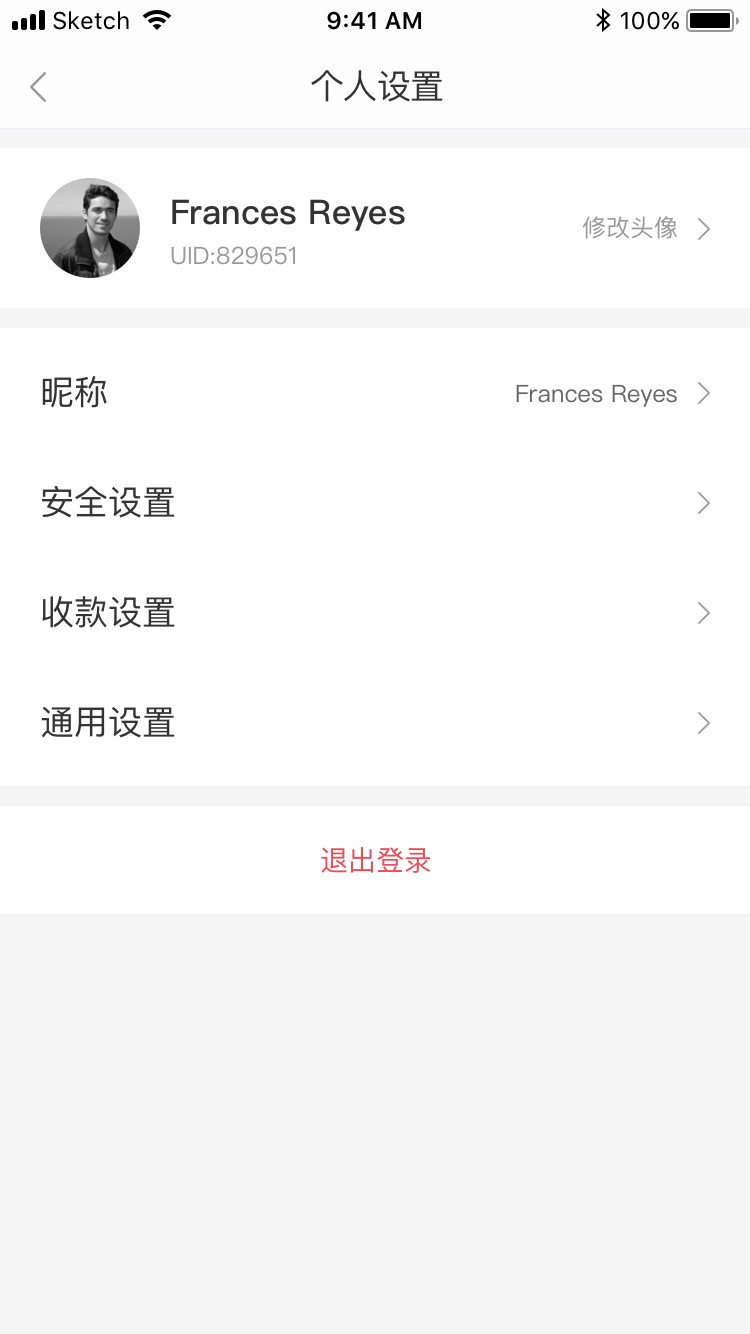 Sketch 9:41 AM 100%
个人设置
Frances Reyes
UID:829651
修改头像
昵称 Frances Reyes
安全设置
收款设置
通用设置
退出登录